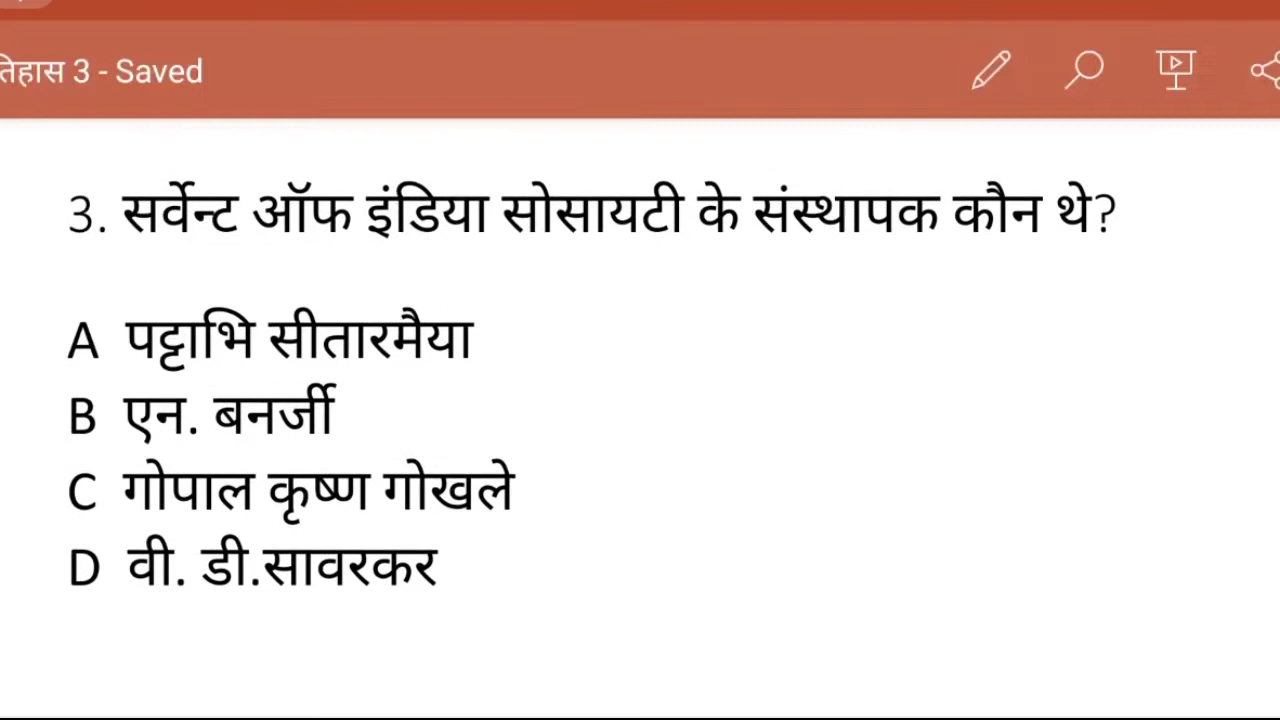 तिहास 3 - Saved
3. सर्वेन्ट ऑफ इंडिया सोसायटी के संस्थापक कौन थे?
A पट्टाभि सीतारमैया
B एन. बनर्जी
C गोपाल कृष्ण गोखले
D वी. डी.सावरकर